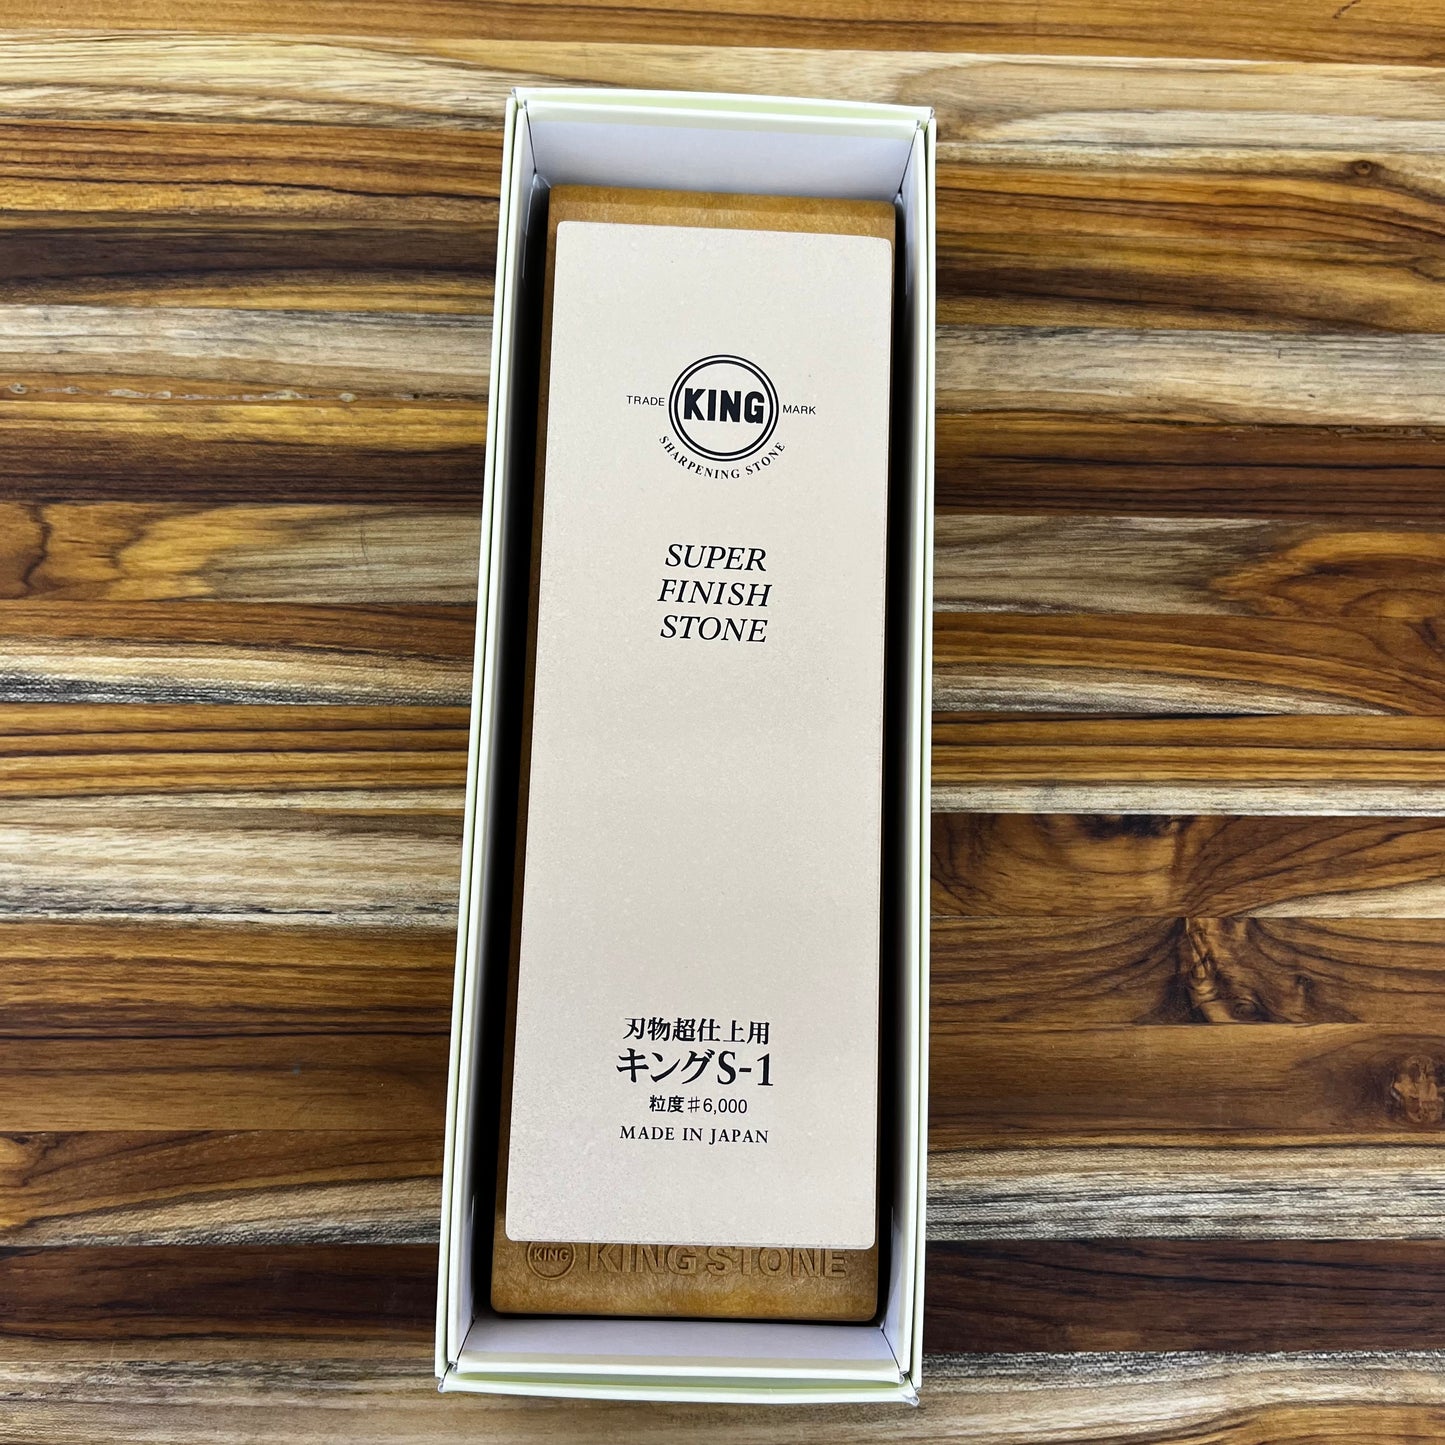 TRADE KING MARK
SHARPENING STONE
SUPER
FINISH
STONE
刃物超仕上用
キングS-1
粒度♯6,000
MADE IN JAPAN
KING KING STONE